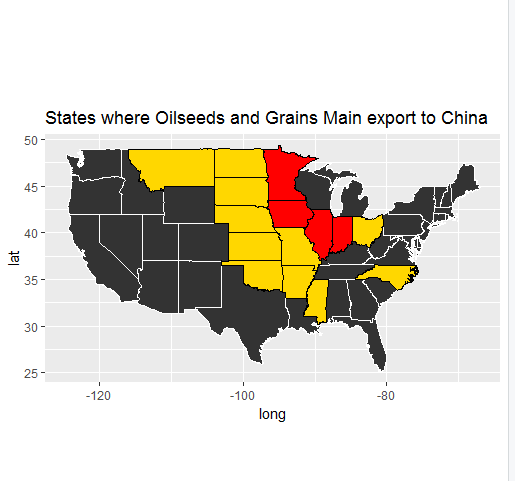 States where Oilseeds and Grains Main export to China
50
45
40
35
30
25
lat
-120 -100 -80
long